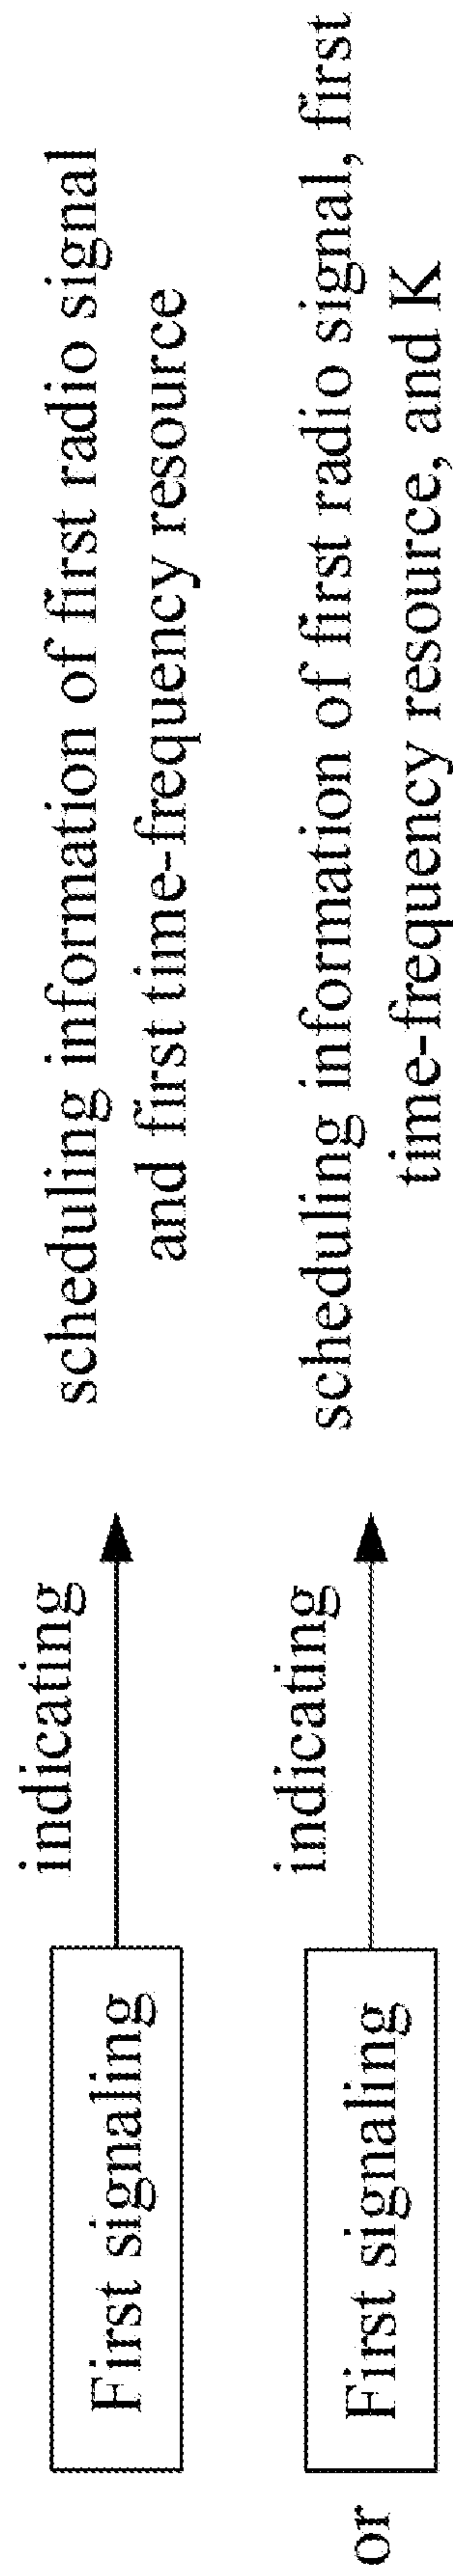 First signaling
indicating
scheduling information of first radio signal
and first time-frequency resource
or
First signaling
indicating
scheduling information of first radio signal, first
time-frequency resource, and K